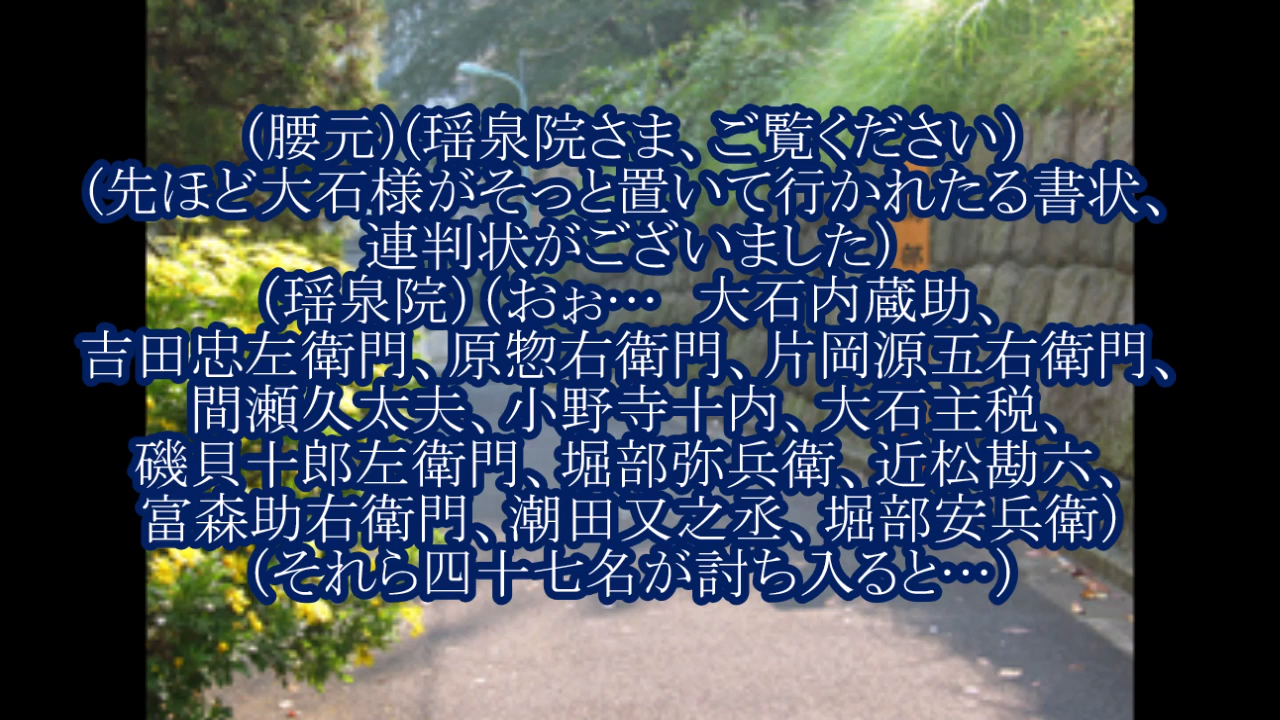 (腰元)(瑶泉院さま、ご覧ください)
(先ほど大石様がそっと置いて行かれたる書状、
連判状がございました)
(瑶泉院)(おぉ… 大石内蔵助、
吉田忠左衛門、原惣右衛門、片岡源五右衛門、
間瀬久太夫、小野寺十内、大石主税、
磯貝十郎左衛門、堀部弥兵衛、近松勘六、
富森助右衛門、潮田又之丞、堀部安兵衛)
(それら四十七名が討ち入ると…)